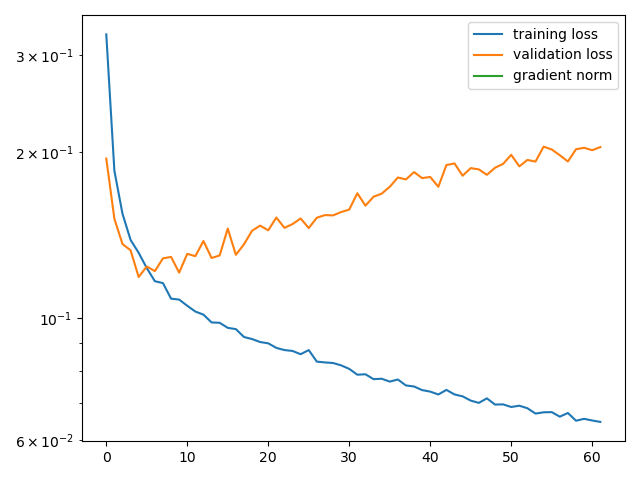 training loss
validation loss
gradient norm
3 × 10⁻¹
2 × 10⁻¹
10⁻¹
6 × 10⁻²
0 10 20 30 40 50 60